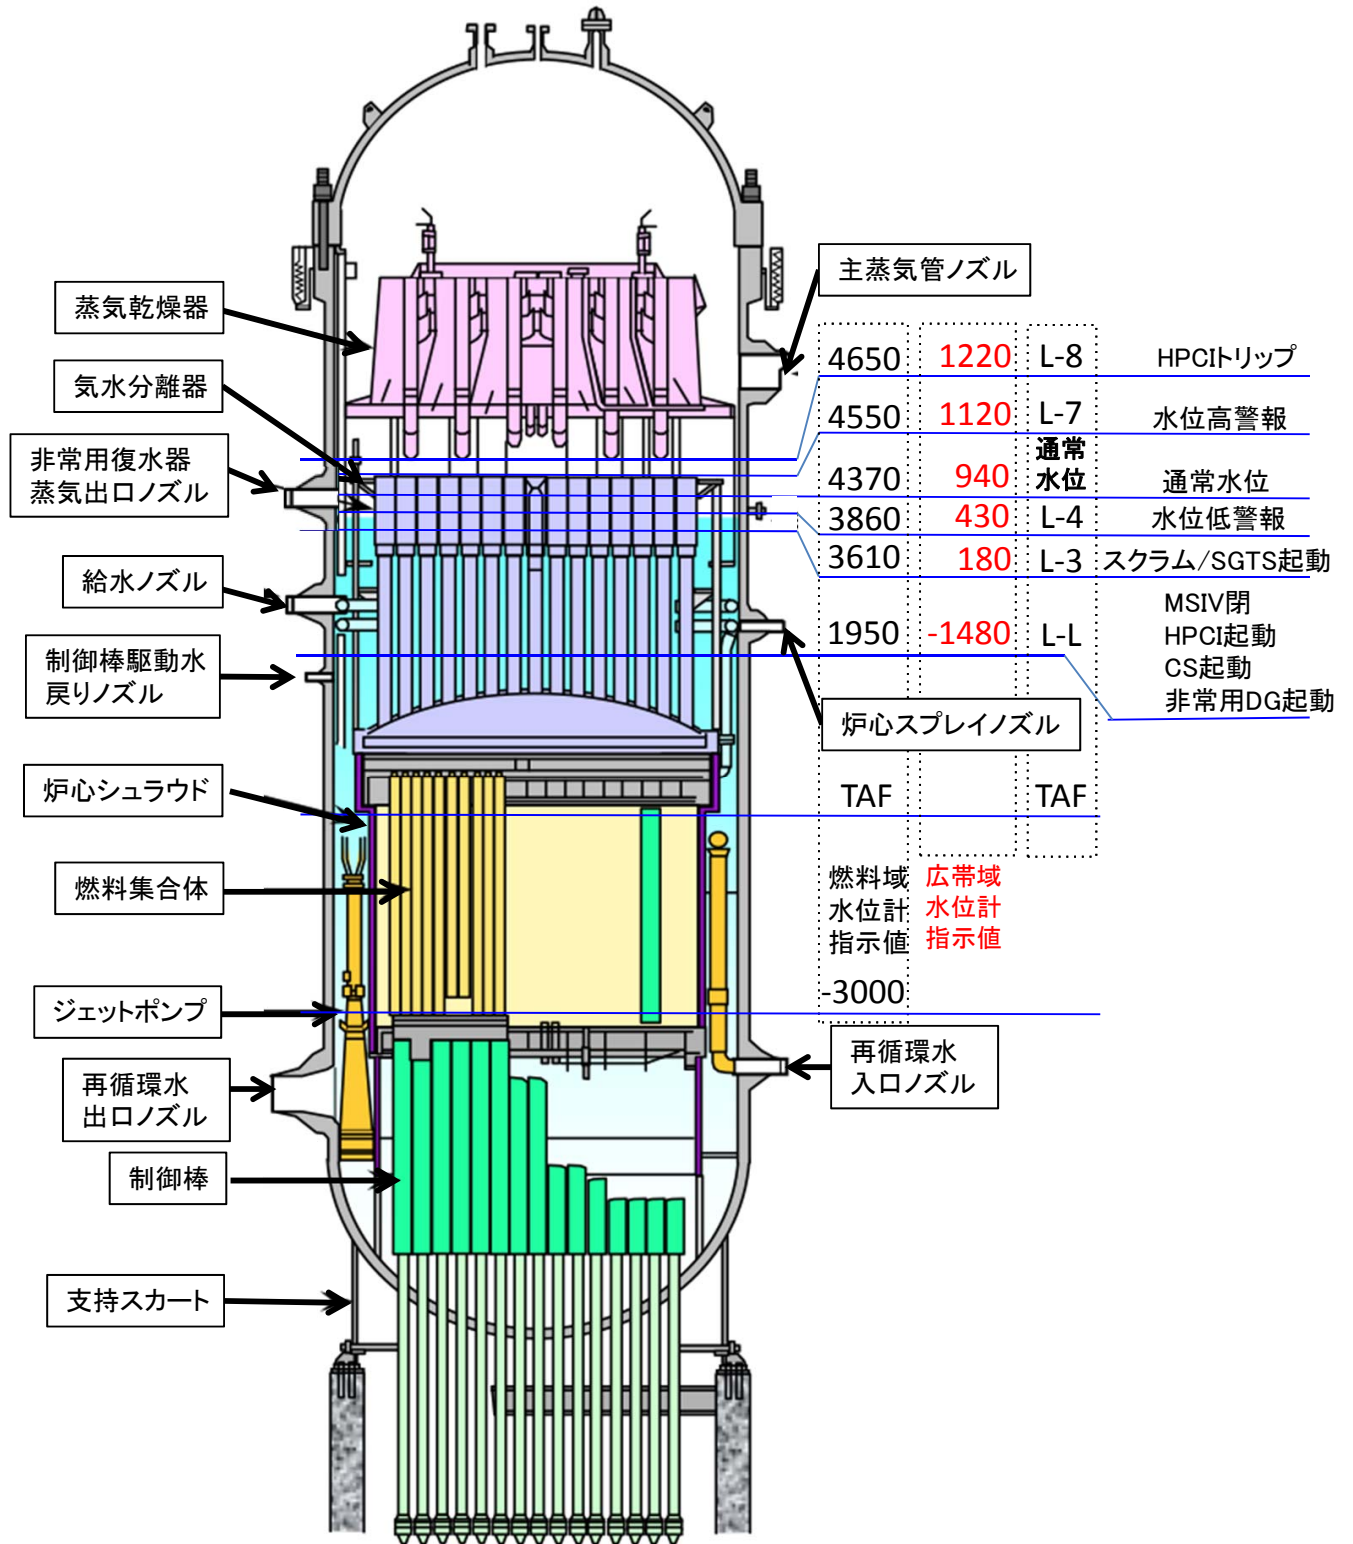 主蒸気管ノズル
蒸気乾燥器
気水分離器
非常用復水器
蒸気出口ノズル
給水ノズル
制御棒駆動水
戻りノズル
炉心シュラウド
燃料集合体
ジェットポンプ
再循環水
出口ノズル
制御棒
支持スカート
4650 1220 L-8 HPCIトリップ
4550 1120 L-7 水位高警報
通常
水位
4370 940 通常水位
3860 430 L-4 水位低警報
3610 180 L-3 スクラム/SGTS起動
1950 -1480 L-L
MSIV閉
HPCI起動
CS起動
非常用DG起動
炉心スプレイノズル
TAF TAF
燃料域
水位計
指示値
広帯域
水位計
指示値
-3000
再循環水
入口ノズル